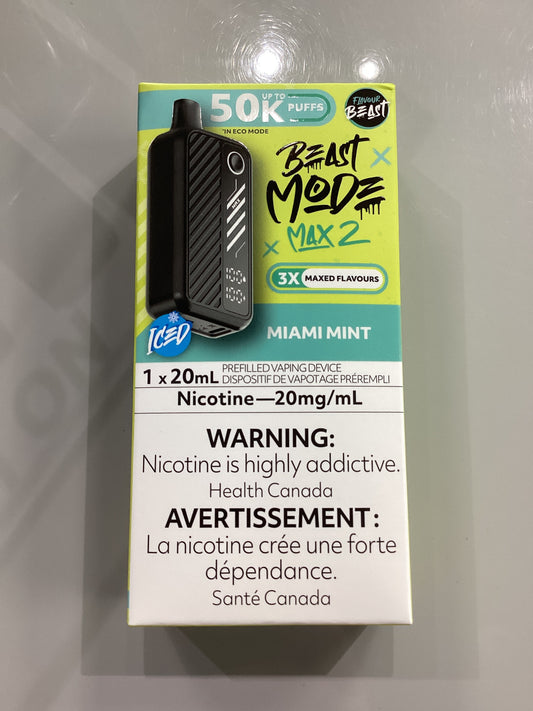 UP TO
50K PUFFS
*IN ECO MODE
FLAVOUR
BEAST
BEAST
MODE
MAX 2
3X MAXED FLAVOURS
100
100
ICED
MIAMI MINT
1 x 20mL PREFILLED VAPING DEVICE
DISPOSITIF DE VAPOTAGE PRÉREMPLI
Nicotine—20mg/mL
WARNING:
Nicotine is highly addictive.
Health Canada
AVERTISSEMENT:
La nicotine crée une forte
dépendance.
Santé Canada